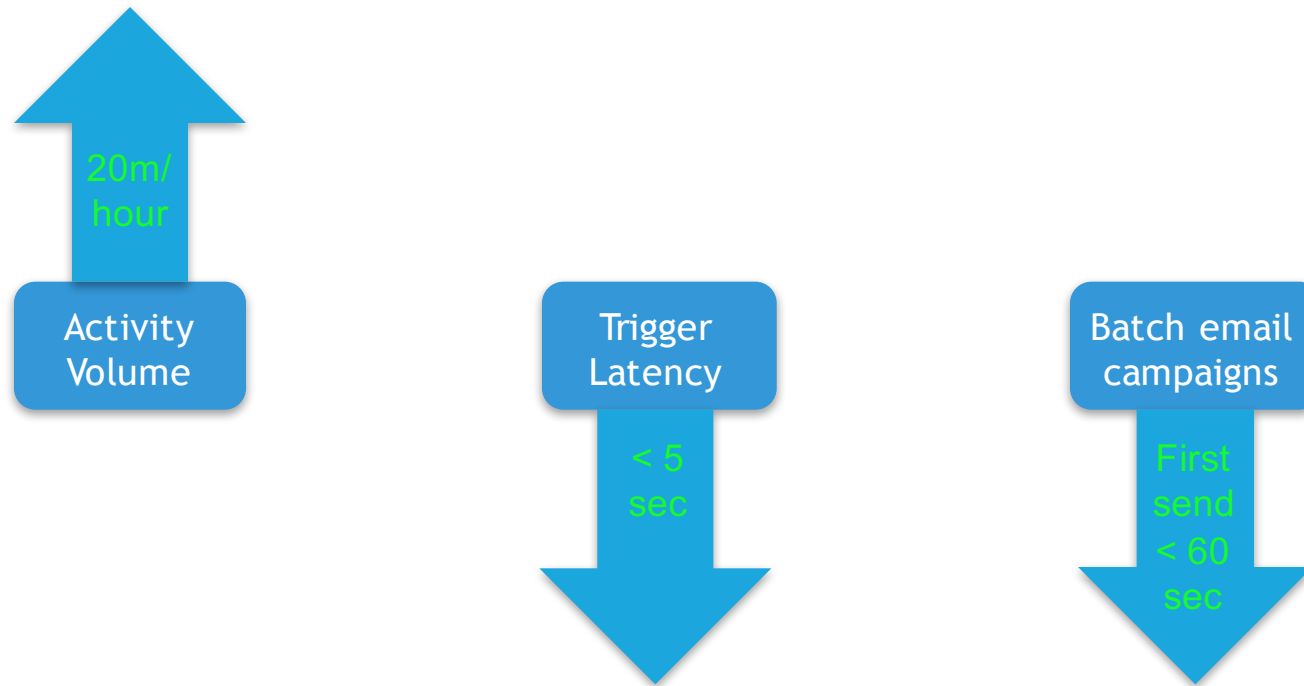 20m/
hour
Activity
Volume
Trigger
Latency
< 5
sec
Batch email
campaigns
First
send
< 60
sec